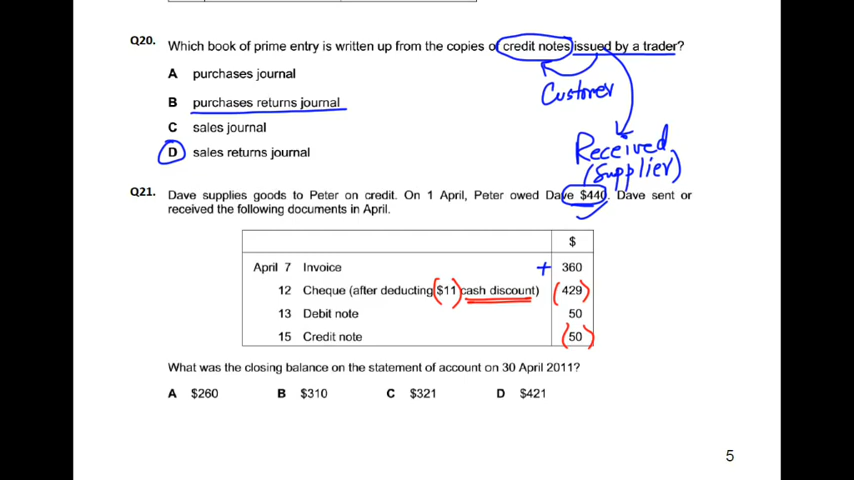 Q20. Which book of prime entry is written up from the copies of credit notes issued by a trader?
A purchases journal
Customer
B purchases returns journal
C sales journal
Received
D sales returns journal
(Supplier)
Q21. Dave supplies goods to Peter on credit. On 1 April, Peter owed Dave $440. Dave sent or
received the following documents in April.
$
April 7 Invoice + 360
12 Cheque (after deducting ($11) cash discount) (429)
13 Debit note 50
15 Credit note (50)
What was the closing balance on the statement of account on 30 April 2011?
A $260 B $310 C $321 D $421
5